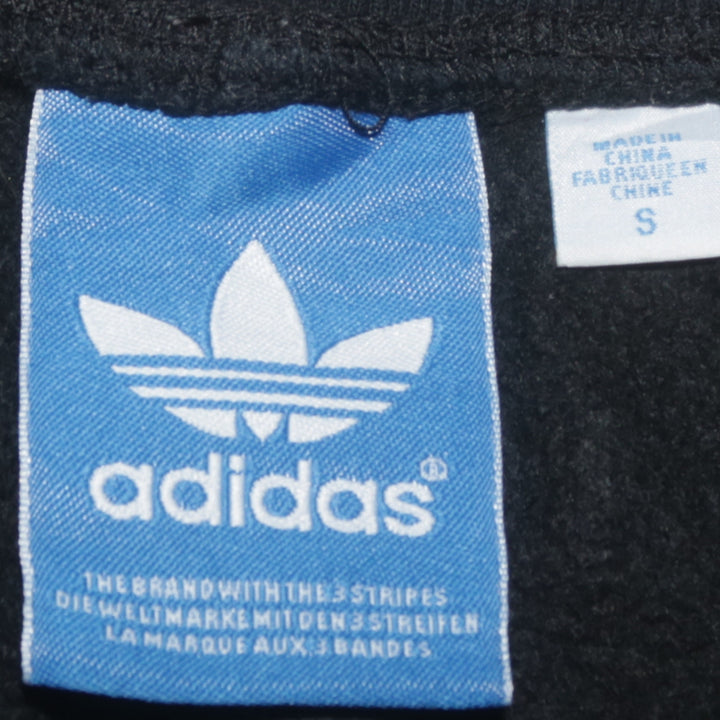 adidas®
THE BRAND WITH THE 3 STRIPES
DIE WELTMARKE MIT DEN 3 STREIFEN
LA MARQUE AUX 3 BANDES
MADE IN
CHINA
FABRIQUE EN
CHINE
S